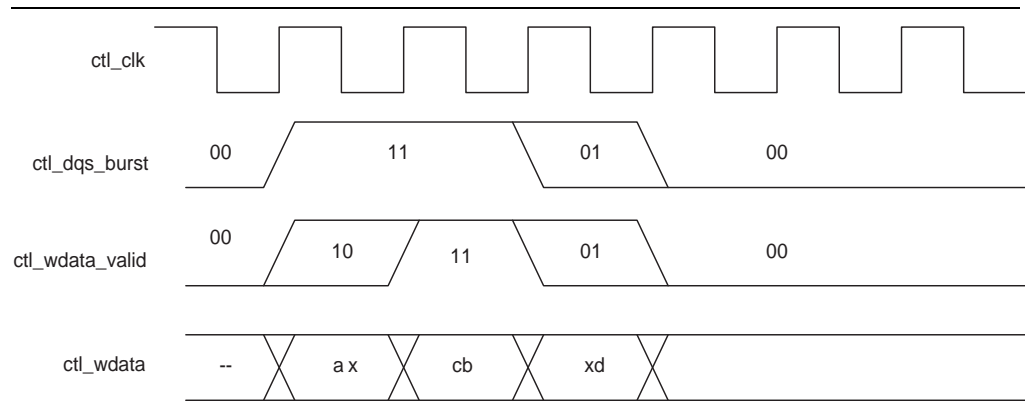 ctl_clk
ctl_dqs_burst 00 11 01 00
ctl_wdata_valid 00 10 11 01 00
ctl_wdata -- a x cb xd